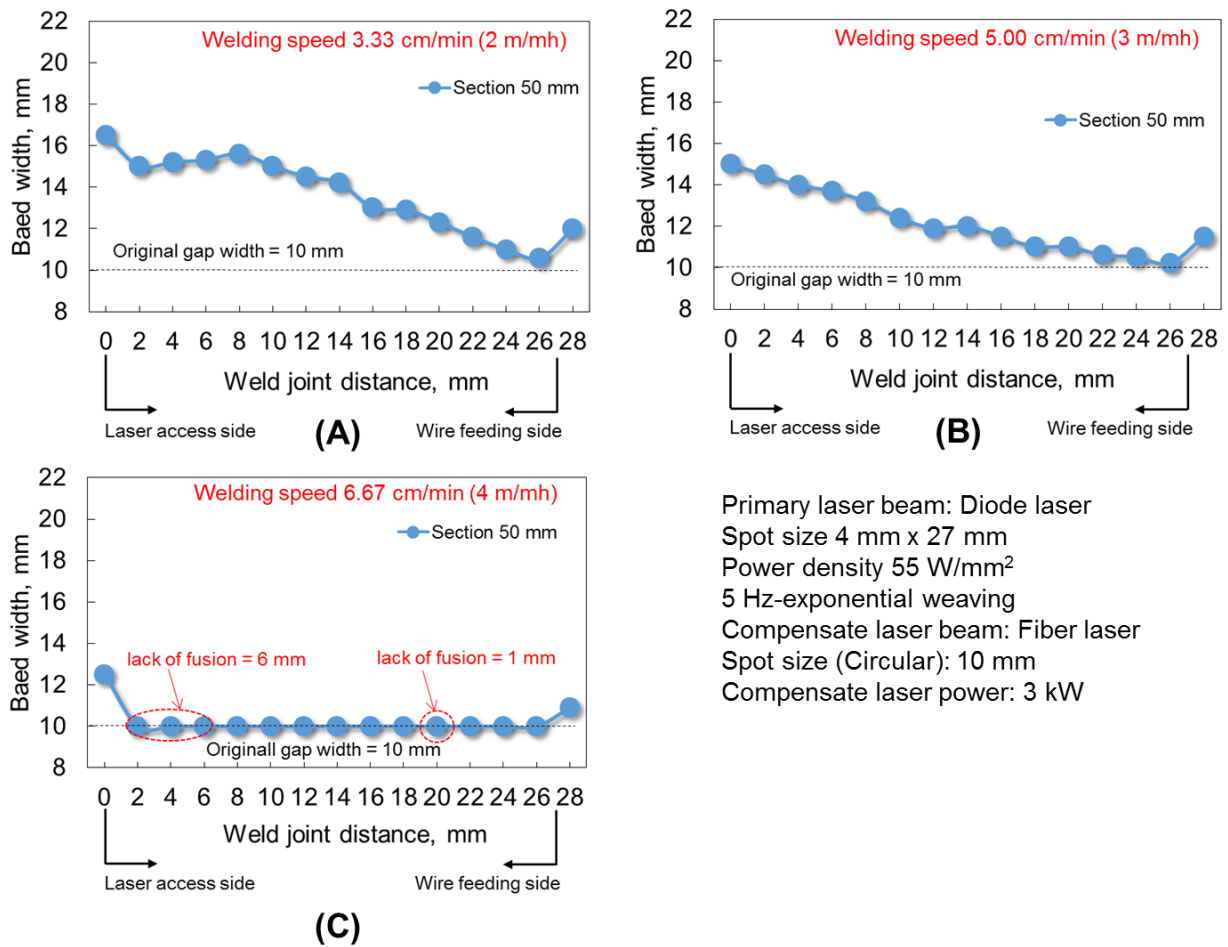 Welding speed 3.33 cm/min (2 m/mh)
Section 50 mm
Baed width, mm
22
20
18
16
14
12
10
8
Original gap width = 10 mm
0 2 4 6 8 10 12 14 16 18 20 22 24 26 28
Weld joint distance, mm
Laser access side
Wire feeding side
(A)
Welding speed 5.00 cm/min (3 m/mh)
Section 50 mm
Baed width, mm
22
20
18
16
14
12
10
8
Original gap width = 10 mm
0 2 4 6 8 10 12 14 16 18 20 22 24 26 28
Weld joint distance, mm
Laser access side
Wire feeding side
(B)
Welding speed 6.67 cm/min (4 m/mh)
Section 50 mm
Baed width, mm
22
20
18
16
14
12
10
8
lack of fusion = 6 mm
lack of fusion = 1 mm
Originall gap width = 10 mm
0 2 4 6 8 10 12 14 16 18 20 22 24 26 28
Weld joint distance, mm
Laser access side
Wire feeding side
(C)
Primary laser beam: Diode laser
Spot size 4 mm x 27 mm
Power density 55 W/mm²
5 Hz-exponential weaving
Compensate laser beam: Fiber laser
Spot size (Circular): 10 mm
Compensate laser power: 3 kW